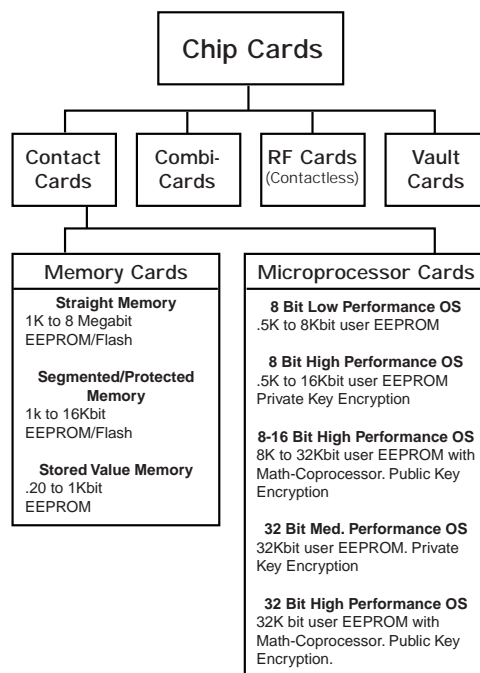 Chip Cards
Contact
Cards
Combi-
Cards
RF Cards
(Contactless)
Vault
Cards
Memory Cards
Straight Memory
1K to 8 Megabit
EEPROM/Flash
Segmented/Protected
Memory
1k to 16Kbit
EEPROM/Flash
Stored Value Memory
.20 to 1Kbit
EEPROM
Microprocessor Cards
8 Bit Low Performance OS
.5K to 8Kbit user EEPROM
8 Bit High Performance OS
.5K to 16Kbit user EEPROM
Private Key Encryption
8-16 Bit High Performance OS
8K to 32Kbit user EEPROM with
Math-Coprocessor. Public Key
Encryption
32 Bit Med. Performance OS
32Kbit user EEPROM. Private
Key Encryption
32 Bit High Performance OS
32K bit user EEPROM with
Math-Coprocessor. Public Key
Encryption.